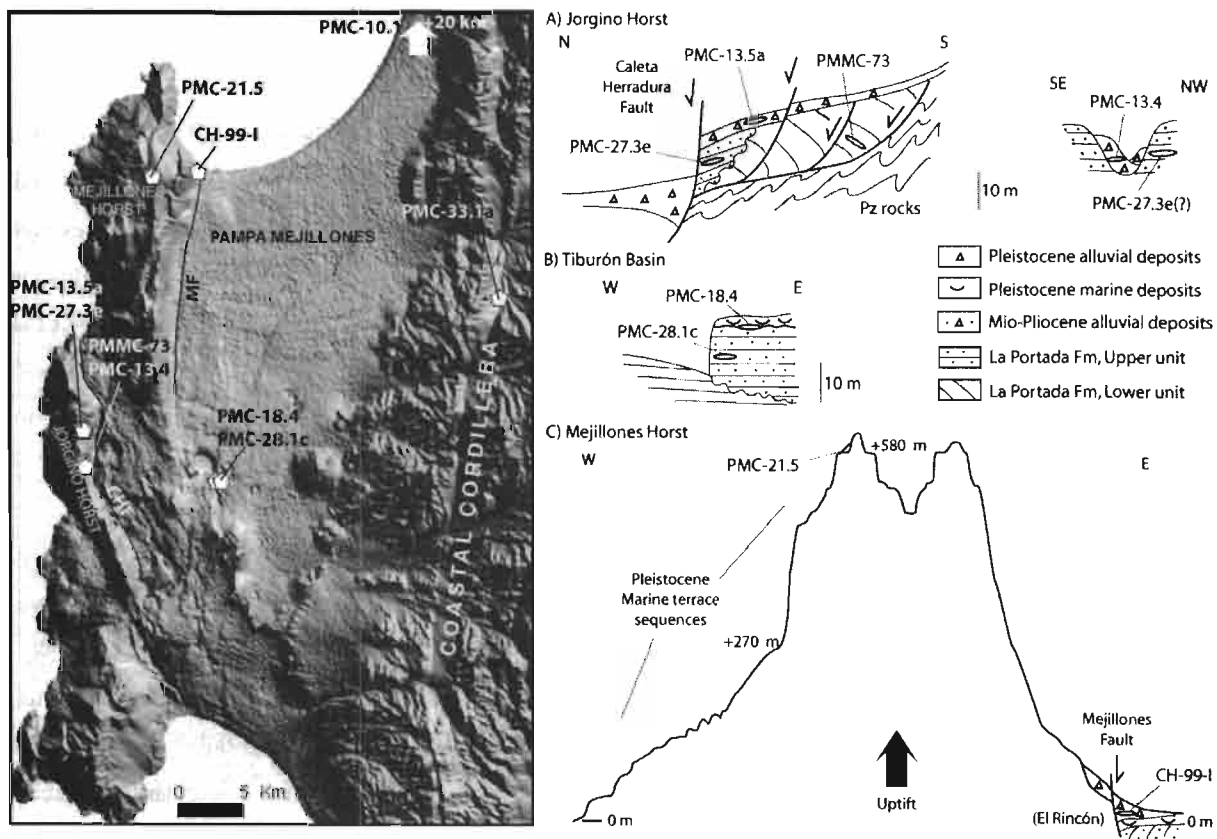 PMC-10.1
+20 km
PMC-21.5
CH-99-I
MEJILLONES
HORST
PMC-33.1a
PAMPA MEJILLONES
MF
PMC-13.5a
PMC-27.3e
PMMC-73
PMC-13.4
PMC-18.4
PMC-28.1c
JORGINO HORST
CHF
COASTAL CORDILLERA
0 5 Km
A) Jorgino Horst
N
S
PMC-13.5a
PMMC-73
Caleta
Herradura
Fault
PMC-27.3e
Pz rocks
10 m
SE
NW
PMC-13.4
PMC-27.3e(?)
B) Tiburón Basin
W
E
PMC-18.4
PMC-28.1c
10 m
Pleistocene alluvial deposits
Pleistocene marine deposits
Mio-Pliocene alluvial deposits
La Portada Fm, Upper unit
La Portada Fm, Lower unit
C) Mejillones Horst
W
E
PMC-21.5
+580 m
Pleistocene
Marine terrace
sequences
+270 m
Uptift
Mejillones
Fault
CH-99-I
(El Rincón)
0 m
0 m